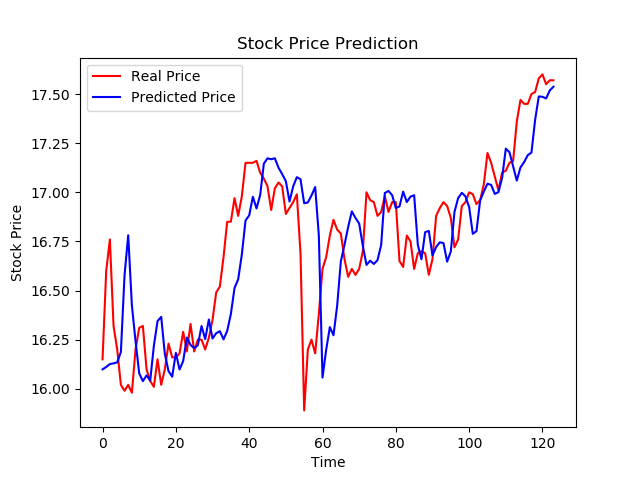 Stock Price Prediction
Real Price
Predicted Price
17.50
17.25
17.00
16.75
16.50
16.25
16.00
Stock Price
0 20 40 60 80 100 120
Time